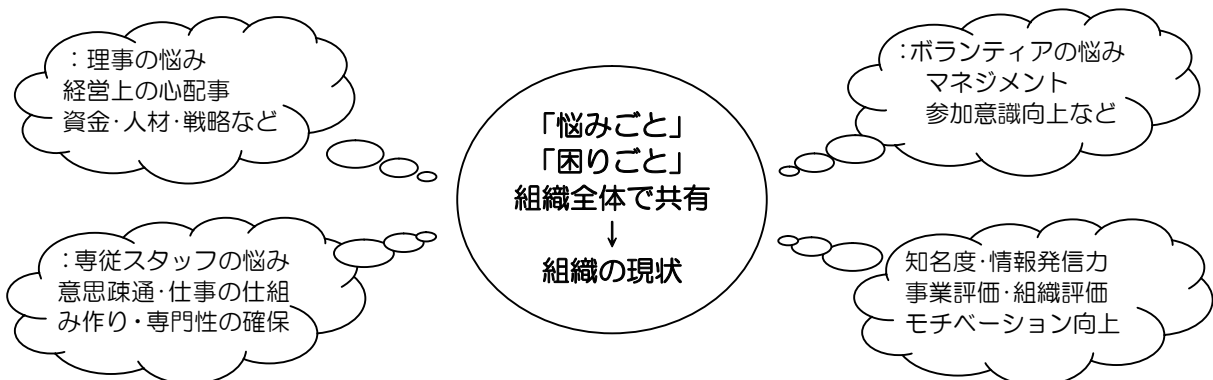 ：理事の悩み
経営上の心配事
資金・人材・戦略など
：ボランティアの悩み
マネジメント
参加意識向上など
「悩みごと」
「困りごと」
組織全体で共有
↓
組織の現状
：専従スタッフの悩み
意思疎通・仕事の仕組
み作り・専門性の確保
知名度・情報発信力
事業評価・組織評価
モチベーション向上